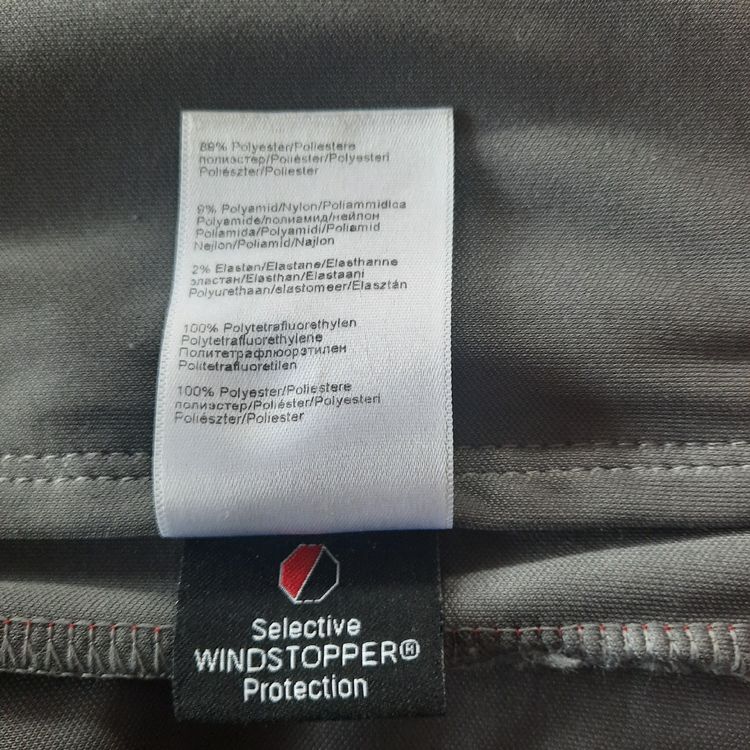 89% Polyester/Poliestere
полиэстер/Poliéster/Polyesteri
Poliészter/Poliester
9% Polyamid/Nylon/Poliammidica
Polyamide/полиамид/нейлон
Poliamida/Polyamidi/Poliamid
Nejlon/Poliamid/Najlon
2% Elastan/Elastane/Elasthanne
эластан/Elasthan/Elastaani
Polyurethaan/elastomeer/Elasztán
100% Polytetrafluorethylen
Polytetrafluorethylene
Политетрафлюорэтилен
Politetrafluoretilen
100% Polyester/Poliestere
полиэстер/Poliéster/Polyesteri
Poliészter/Poliester
Selective
WINDSTOPPER®
Protection